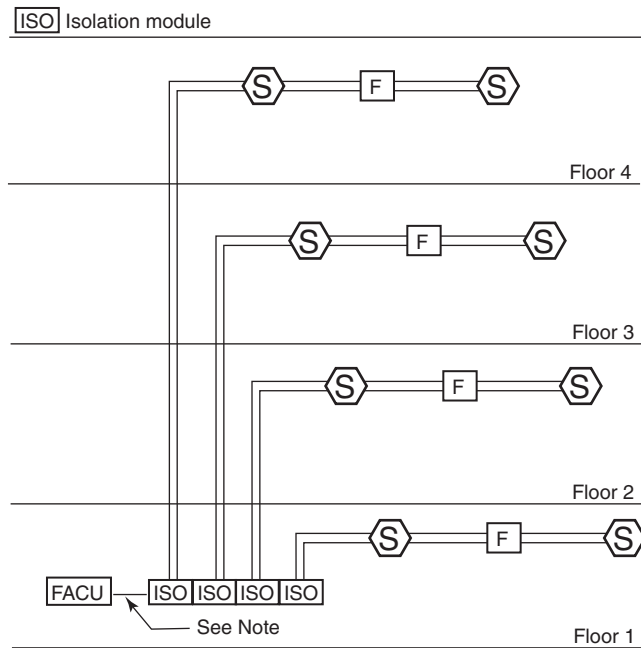 ISO Isolation module
S F S
Floor 4
S F S
Floor 3
S F S
Floor 2
S F S
FACU ISO ISO ISO ISO
See Note
Floor 1